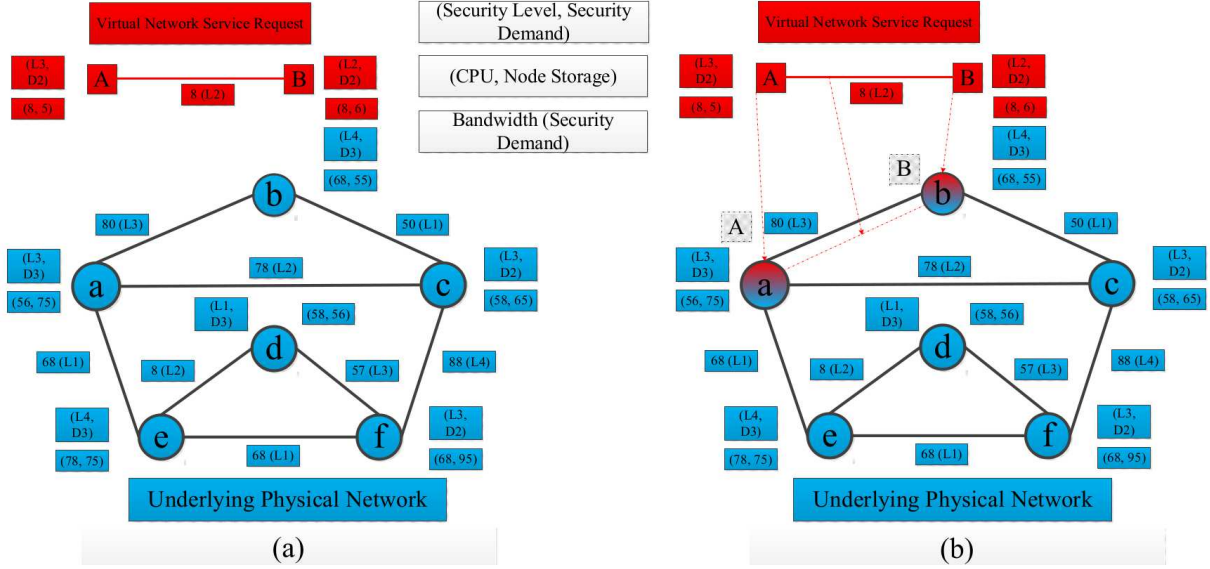 Virtual Network Service Request
(L3,
D2)
A
B
(L2,
D2)
8 (L2)
(8, 5)
(8, 6)
(L4,
D3)
(68, 55)
b
80 (L3)
50 (L1)
(L3,
D3)
a
78 (L2)
c
(L3,
D2)
(56, 75)
(58, 65)
(L1,
D3)
(58, 56)
d
68 (L1)
8 (L2)
57 (L3)
88 (L4)
(L4,
D3)
e
f
(L3,
D2)
(78, 75)
68 (L1)
(68, 95)
Underlying Physical Network
(a)
(Security Level, Security
Demand)
(CPU, Node Storage)
Bandwidth (Security
Demand)
Virtual Network Service Request
(L3,
D2)
A
B
(L2,
D2)
8 (L2)
(8, 5)
(8, 6)
(L4,
D3)
(68, 55)
B
b
A
80 (L3)
50 (L1)
(L3,
D3)
a
78 (L2)
c
(L3,
D2)
(56, 75)
(58, 65)
(L1,
D3)
(58, 56)
d
68 (L1)
8 (L2)
57 (L3)
88 (L4)
(L4,
D3)
e
f
(L3,
D2)
(78, 75)
68 (L1)
(68, 95)
Underlying Physical Network
(b)